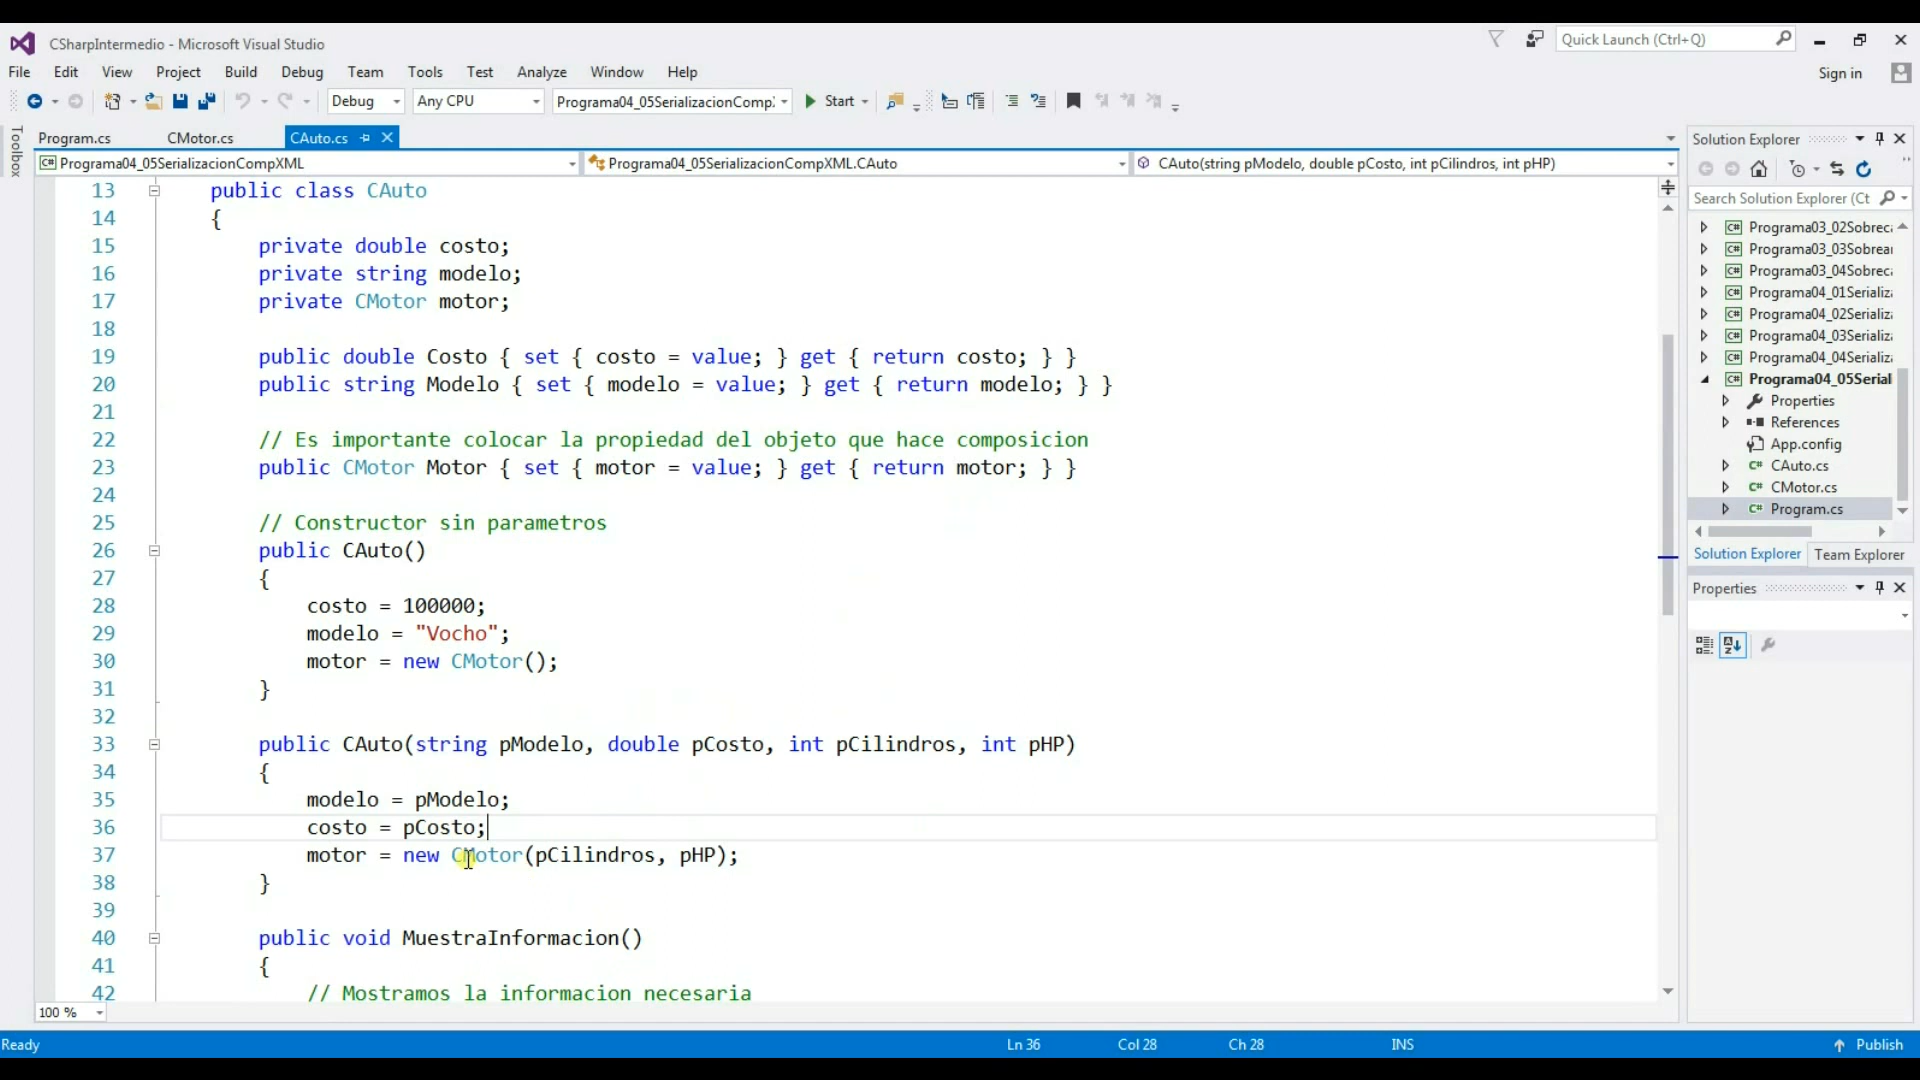 CSharpIntermedio - Microsoft Visual Studio
Quick Launch (Ctrl+Q)
File Edit View Project Build Debug Team Tools Test Analyze Window Help
Sign in
Debug Any CPU Programa04_05SerializacionComp Start
Toolbox
Program.cs CMotor.cs CAuto.cs
Programa04_05SerializacionCompXML Programa04_05SerializacionCompXML.CAuto CAuto(string pModelo, double pCosto, int pCilindros, int pHP)
13 public class CAuto
14 {
15 private double costo;
16 private string modelo;
17 private CMotor motor;
18
19 public double Costo { set { costo = value; } get { return costo; } }
20 public string Modelo { set { modelo = value; } get { return modelo; } }
21
22 // Es importante colocar la propiedad del objeto que hace composicion
23 public CMotor Motor { set { motor = value; } get { return motor; } }
24
25 // Constructor sin parametros
26 public CAuto()
27 {
28 costo = 100000;
29 modelo = "Vocho";
30 motor = new CMotor();
31 }
32
33 public CAuto(string pModelo, double pCosto, int pCilindros, int pHP)
34 {
35 modelo = pModelo;
36 costo = pCosto;
37 motor = new CMotor(pCilindros, pHP);
38 }
39
40 public void MuestraInformacion()
41 {
42 // Mostramos la informacion necesaria
100 %
Solution Explorer
Search Solution Explorer (Ct
C# Programa03_02Sobreca
C# Programa03_03Sobrear
C# Programa03_04Sobreca
C# Programa04_01Serializa
C# Programa04_02Serializa
C# Programa04_03Serializa
C# Programa04_04Serializa
C# Programa04_05Serial
Properties
References
App.config
C# CAuto.cs
C# CMotor.cs
C# Program.cs
Solution Explorer Team Explorer
Properties
Ready Ln 36 Col 28 Ch 28 INS Publish